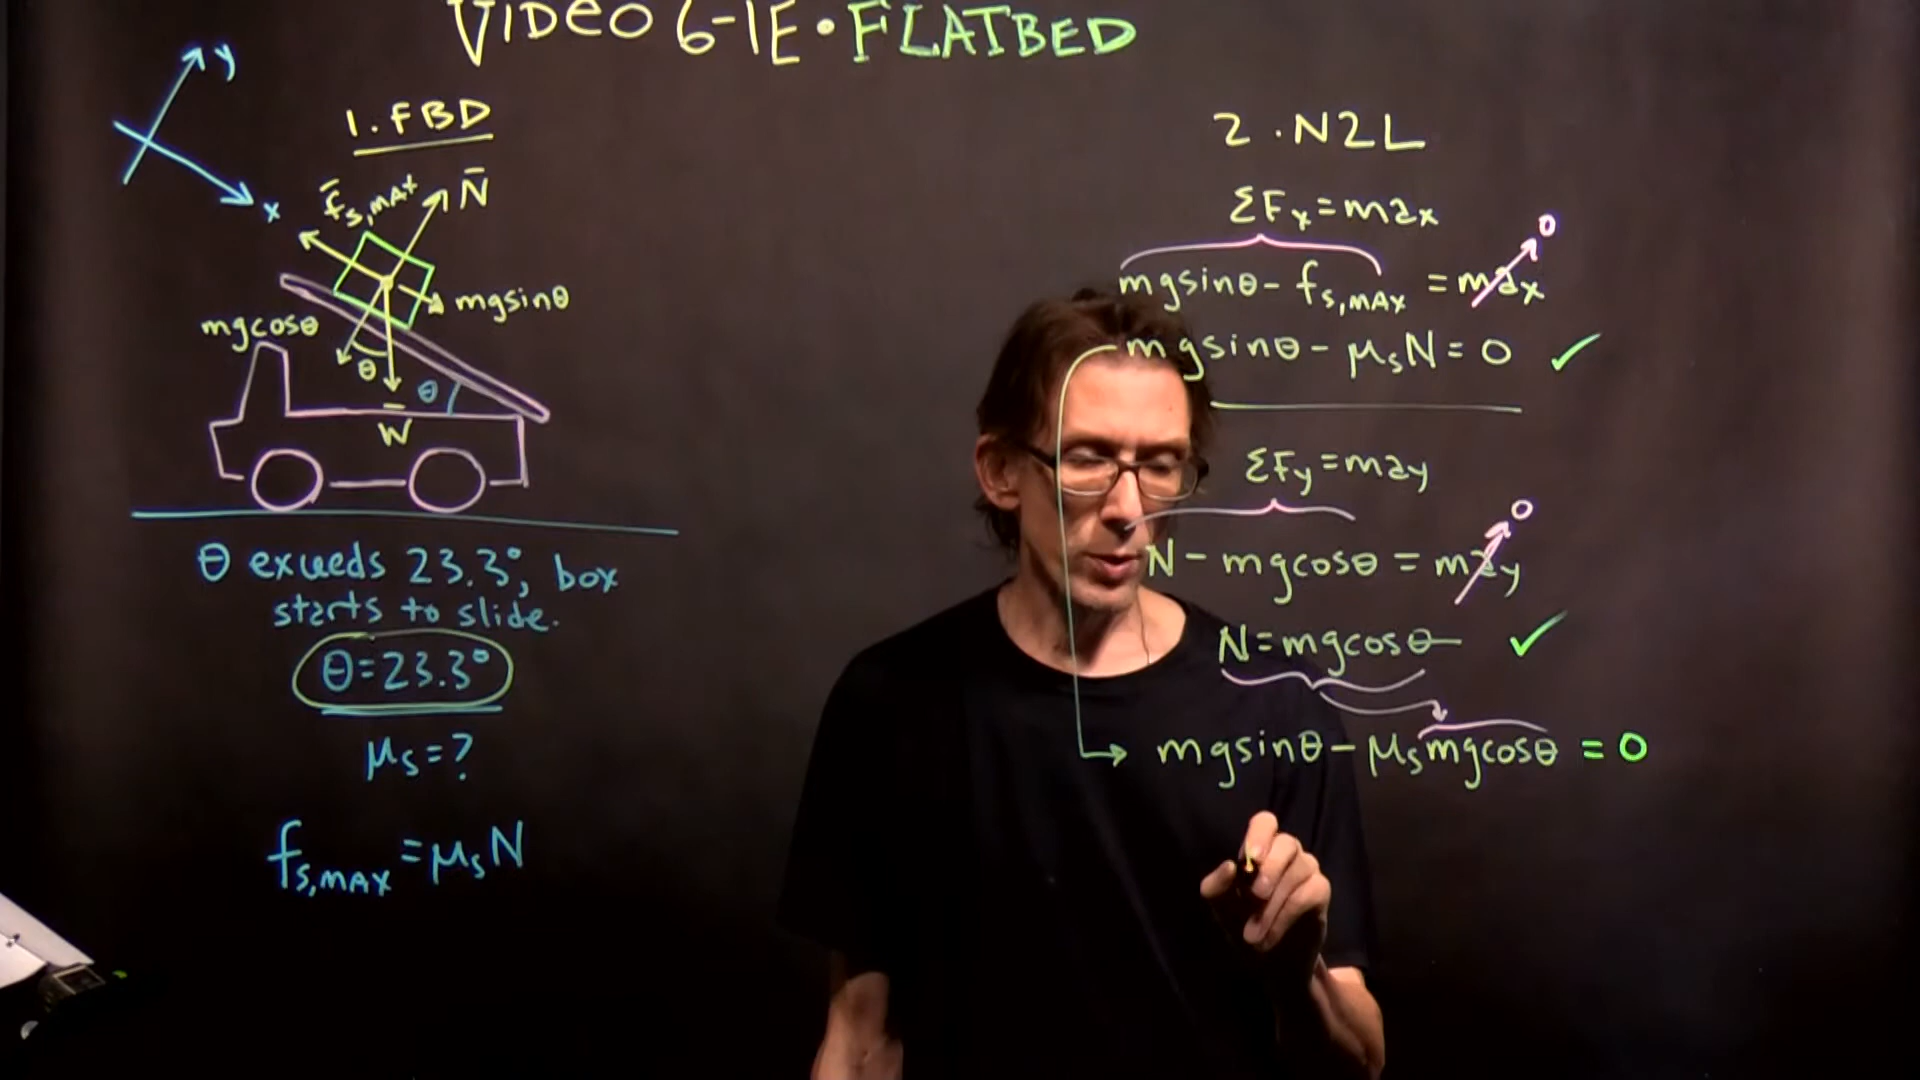 VIDEO 6-1E • FLATBED
y
x
1. FBD
f̄s,MAX
N̄
mgsinθ
mgcosθ
θ
θ
W̄
θ exceeds 23.3°, box
starts to slide.
θ=23.3°
μs=?
fs,MAX=μsN
2. N2L
ΣFx=max
0
mgsinθ- fs,MAX = max
mgsinθ- μsN= 0 ✓
ΣFy=may
0
N- mgcosθ = may
N=mgcosθ ✓
mgsinθ- μsmgcosθ = 0